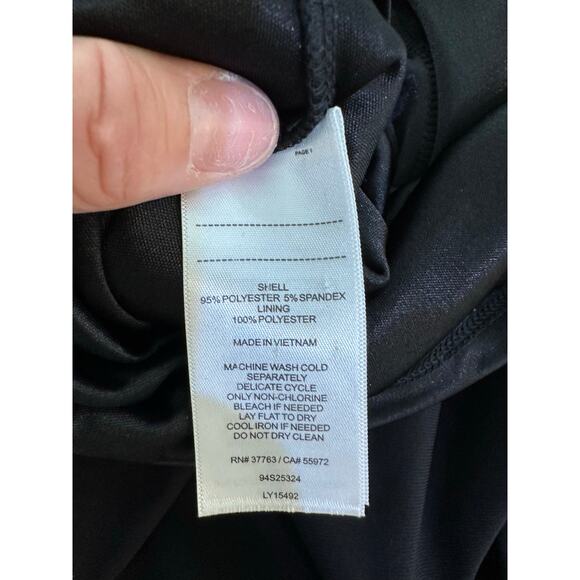 PAGE 1
SHELL
95% POLYESTER 5% SPANDEX
LINING
100% POLYESTER
MADE IN VIETNAM
MACHINE WASH COLD
SEPARATELY
DELICATE CYCLE
ONLY NON-CHLORINE
BLEACH IF NEEDED
LAY FLAT TO DRY
COOL IRON IF NEEDED
DO NOT DRY CLEAN
RN# 37763 / CA# 55972
94S25324
LY15492